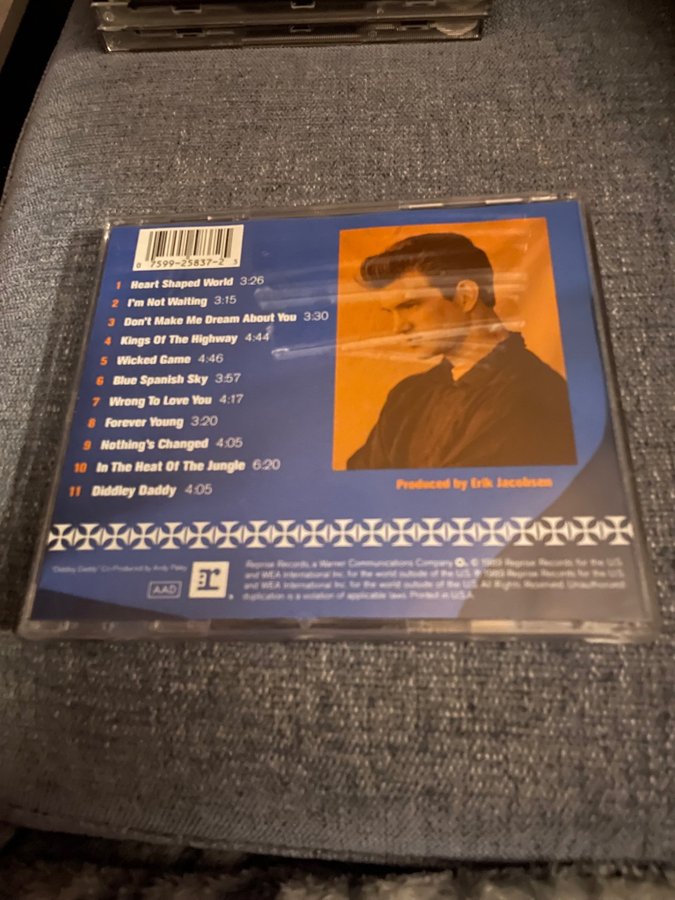 0 7599-25837-2 5
1 Heart Shaped World 3:26
2 I'm Not Waiting 3:15
3 Don't Make Me Dream About You 3:30
4 Kings Of The Highway 4:44
5 Wicked Game 4:46
6 Blue Spanish Sky 3:57
7 Wrong To Love You 4:17
8 Forever Young 3:20
9 Nothing's Changed 4:05
10 In The Heat Of The Jungle 6:20
11 Diddley Daddy 4:05
Produced by Erik Jacobsen
"Diddley Daddy" Co-Produced by Andy Paley
AAD
r
Reprise Records, a Warner Communications Company © 1989 Reprise Records for the U.S.
and WEA International Inc. for the world outside of the U.S. ℗ 1989 Reprise Records for the U.S.
and WEA International Inc. for the world outside of the U.S. All Rights Reserved. Unauthorized
duplication is a violation of applicable laws. Printed in U.S.A.